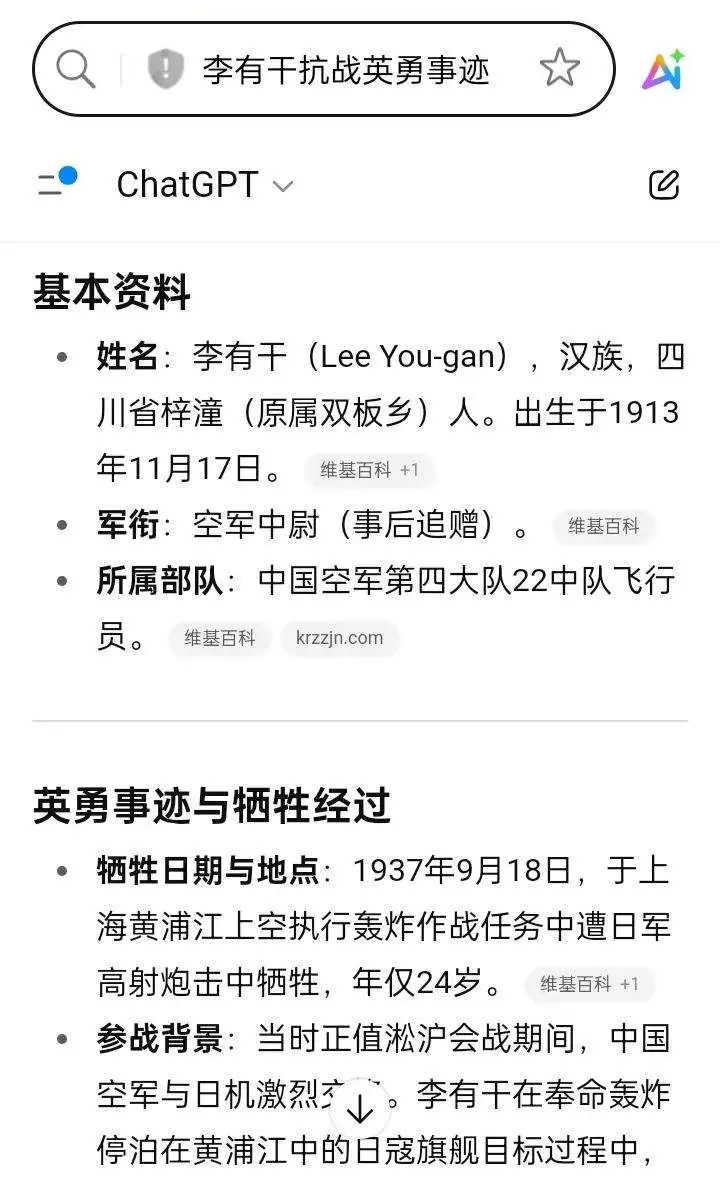 李有干抗战英勇事迹
ChatGPT
基本资料
姓名：李有干（Lee You-gan），汉族，四
川省梓潼（原属双板乡）人。出生于1913
年11月17日。 维基百科 +1
军衔：空军中尉（事后追赠）。 维基百科
所属部队：中国空军第四大队22中队飞行
员。 维基百科 krzzjn.com
英勇事迹与牺牲经过
牺牲日期与地点：1937年9月18日，于上
海黄浦江上空执行轰炸作战任务中遭日军
高射炮击中牺牲，年仅24岁。 维基百科 +1
参战背景：当时正值淞沪会战期间，中国
空军与日机激烈 。李有干在奉命轰炸
停泊在黄浦江中的日寇旗舰目标过程中，